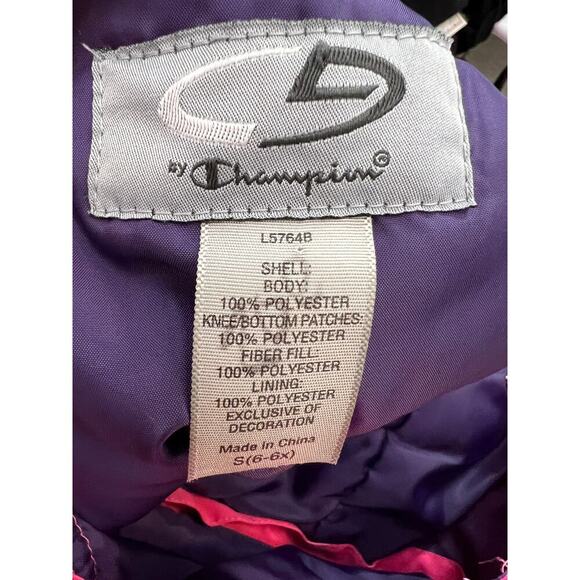 C9
by Champion®
L5764B
SHELL:
BODY:
100% POLYESTER
KNEE/BOTTOM PATCHES:
100% POLYESTER
FIBER FILL:
100% POLYESTER
LINING:
100% POLYESTER
EXCLUSIVE OF
DECORATION
Made in China
S(6-6x)